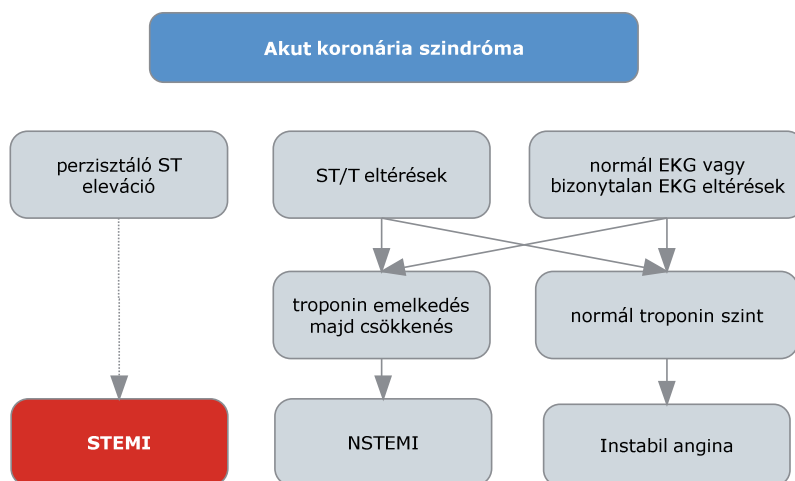 Akut koronária szindróma
perzisztáló ST
eleváció
ST/T eltérések
normál EKG vagy
bizonytalan EKG eltérések
troponin emelkedés
majd csökkenés
normál troponin szint
STEMI
NSTEMI
Instabil angina